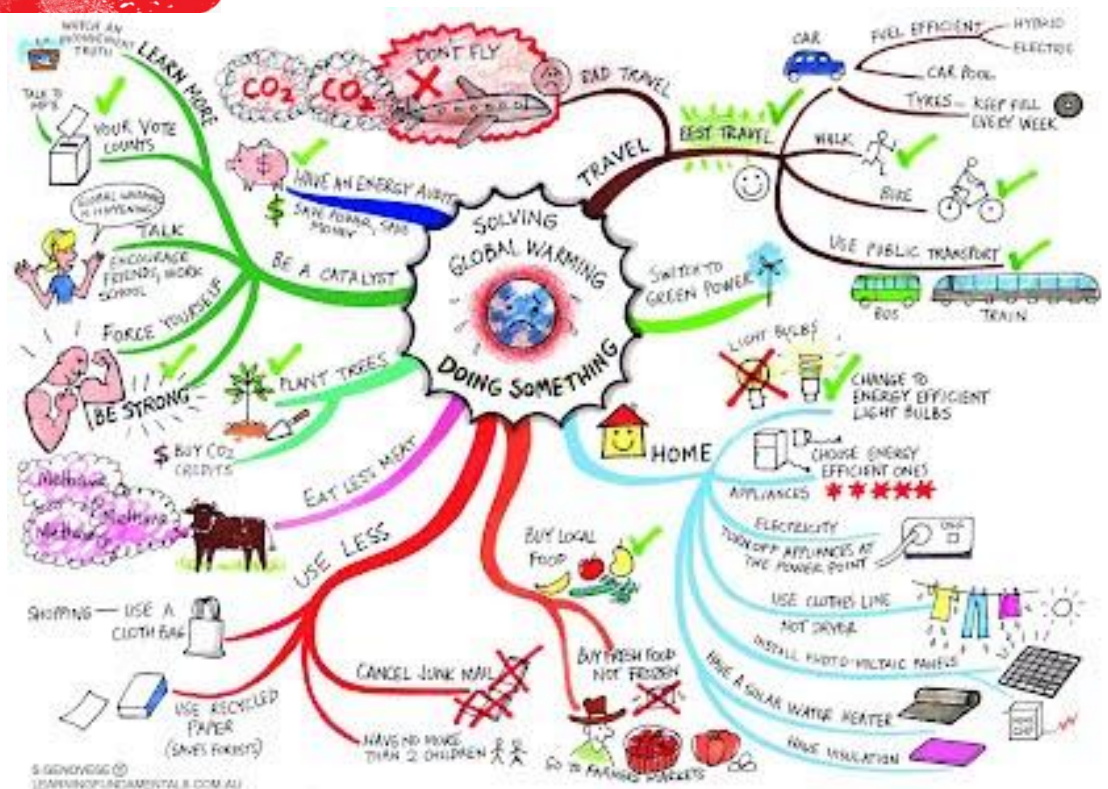 SOLVING
GLOBAL WARMING
DOING SOMETHING
TRAVEL
BAD TRAVEL
DON'T FLY
CO2
CO2
BEST TRAVEL
CAR
FUEL EFFICIENT
HYBRID
ELECTRIC
CAR POOL
TYRES - KEEP FULL
EVERY WEEK
WALK
BIKE
USE PUBLIC TRANSPORT
BUS
TRAIN
SWITCH TO
GREEN POWER
HOME
LIGHT BULBS
CHANGE TO
ENERGY EFFICIENT
LIGHT BULBS
CHOOSE ENERGY
EFFICIENT ONES
APPLIANCES
ELECTRICITY
TURN OFF APPLIANCES AT
THE POWER POINT
USE CLOTHES LINE
NOT DRYER
INSTALL PHOTO-VOLTAIC PANELS
HAVE A SOLAR WATER HEATER
HAVE INSULATION
BUY LOCAL
FOOD
BUY FRESH FOOD
NOT FROZEN
GO TO FARMERS MARKETS
USE LESS
SHOPPING — USE A
CLOTH BAG
USE RECYCLED
PAPER
(SAVES FORESTS)
CANCEL JUNK MAIL
HAVE NO MORE
THAN 2 CHILDREN
EAT LESS MEAT
Methane
Methane
Methane
PLANT TREES
$ BUY CO2
CREDITS
BE A CATALYST
LEARN MORE
WATCH AN
INCONVENIENT
TRUTH
TALK TO
MP'S
YOUR VOTE
COUNTS
GLOBAL WARMING
IS HAPPENING
TALK
ENCOURAGE
FRIENDS, WORK
SCHOOL
FORCE YOURSELF
BE STRONG
HAVE AN ENERGY AUDIT
$ SAVE POWER, SAVE
MONEY
$
S.GENOVESE ©
LEARNINGFUNDAMENTALS.COM.AU